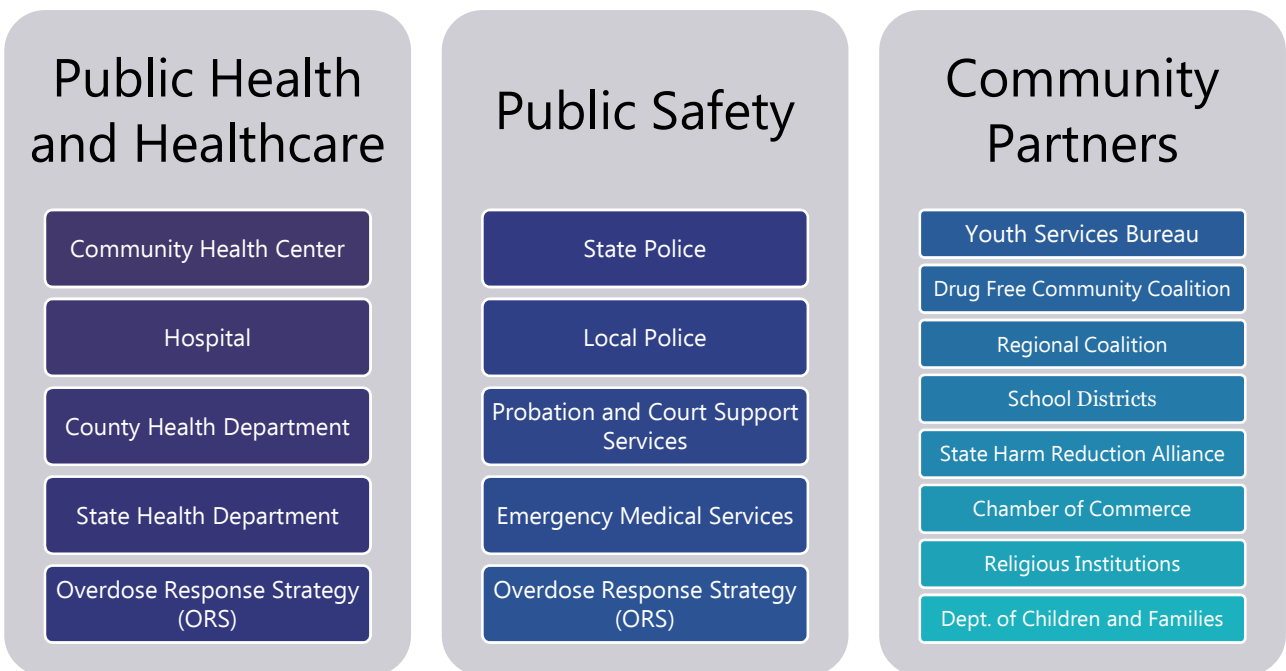 Public Health
and Healthcare
Community Health Center
Hospital
County Health Department
State Health Department
Overdose Response Strategy
(ORS)
Public Safety
State Police
Local Police
Probation and Court Support
Services
Emergency Medical Services
Overdose Response Strategy
(ORS)
Community
Partners
Youth Services Bureau
Drug Free Community Coalition
Regional Coalition
School Districts
State Harm Reduction Alliance
Chamber of Commerce
Religious Institutions
Dept. of Children and Families